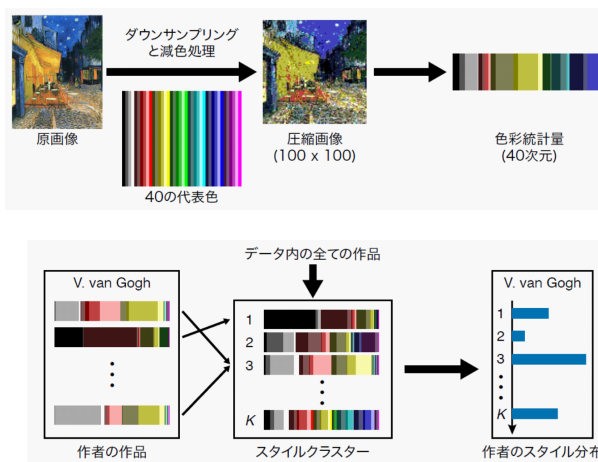 ダウンサンプリング
と減色処理
原画像
40の代表色
圧縮画像
(100 x 100)
色彩統計量
(40次元)
データ内の全ての作品
V. van Gogh
1
2
3
K
V. van Gogh
1
2
3
K
作者の作品
スタイルクラスター
作者のスタイル分布